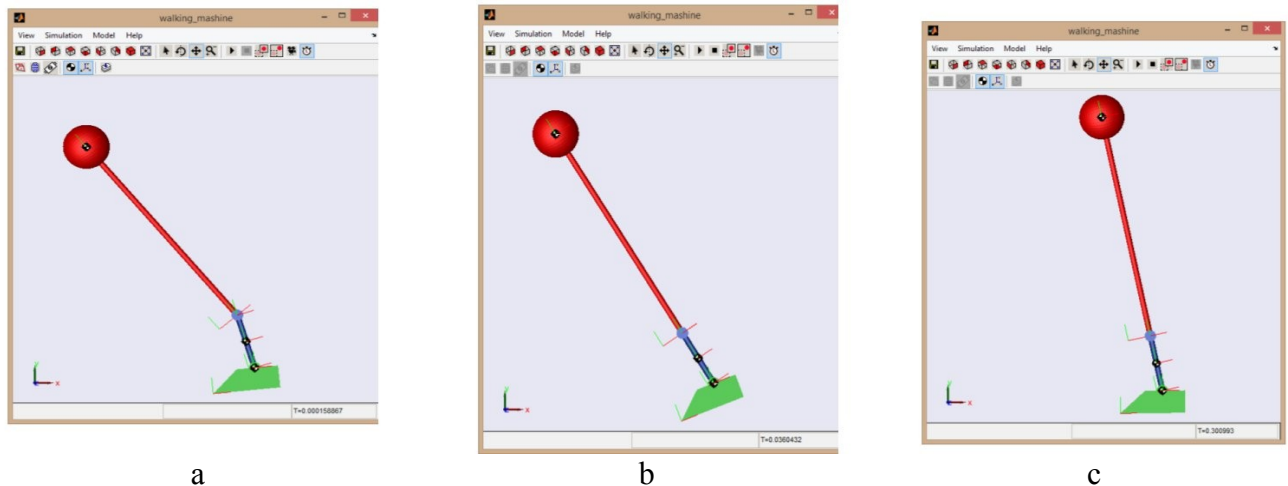 walking_mashine
View Simulation Model Help
T=0.000158867
a
walking_mashine
View Simulation Model Help
T=0.0360432
b
walking_mashine
View Simulation Model Help
T=0.300993
c